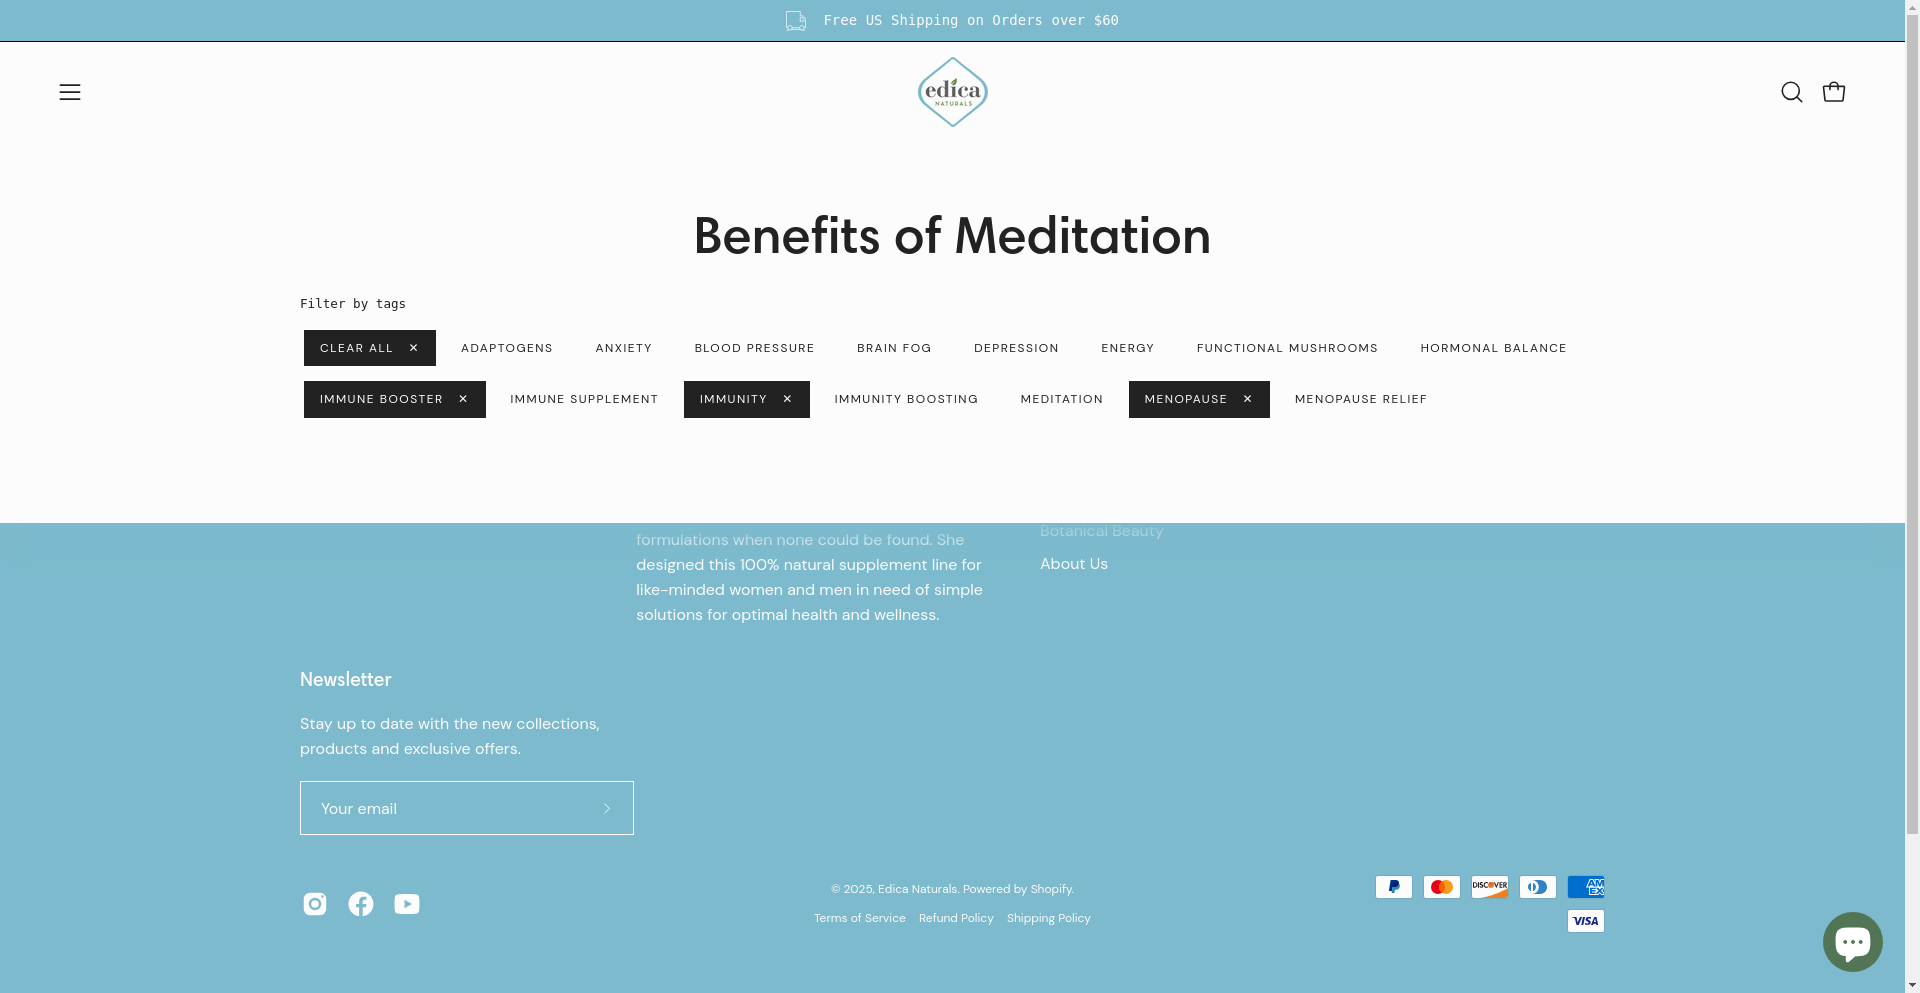 Free US Shipping on Orders over $60
edica
NATURALS
Benefits of Meditation
Filter by tags
CLEAR ALL ✕ ADAPTOGENS ANXIETY BLOOD PRESSURE BRAIN FOG DEPRESSION ENERGY FUNCTIONAL MUSHROOMS HORMONAL BALANCE
IMMUNE BOOSTER ✕ IMMUNE SUPPLEMENT IMMUNITY ✕ IMMUNITY BOOSTING MEDITATION MENOPAUSE ✕ MENOPAUSE RELIEF
formulations when none could be found. She
designed this 100% natural supplement line for
like-minded women and men in need of simple
solutions for optimal health and wellness.
Botanical Beauty
About Us
Newsletter
Stay up to date with the new collections,
products and exclusive offers.
Your email
© 2025, Edica Naturals. Powered by Shopify.
Terms of Service Refund Policy Shipping Policy
DISCOVER
AM
EX
VISA